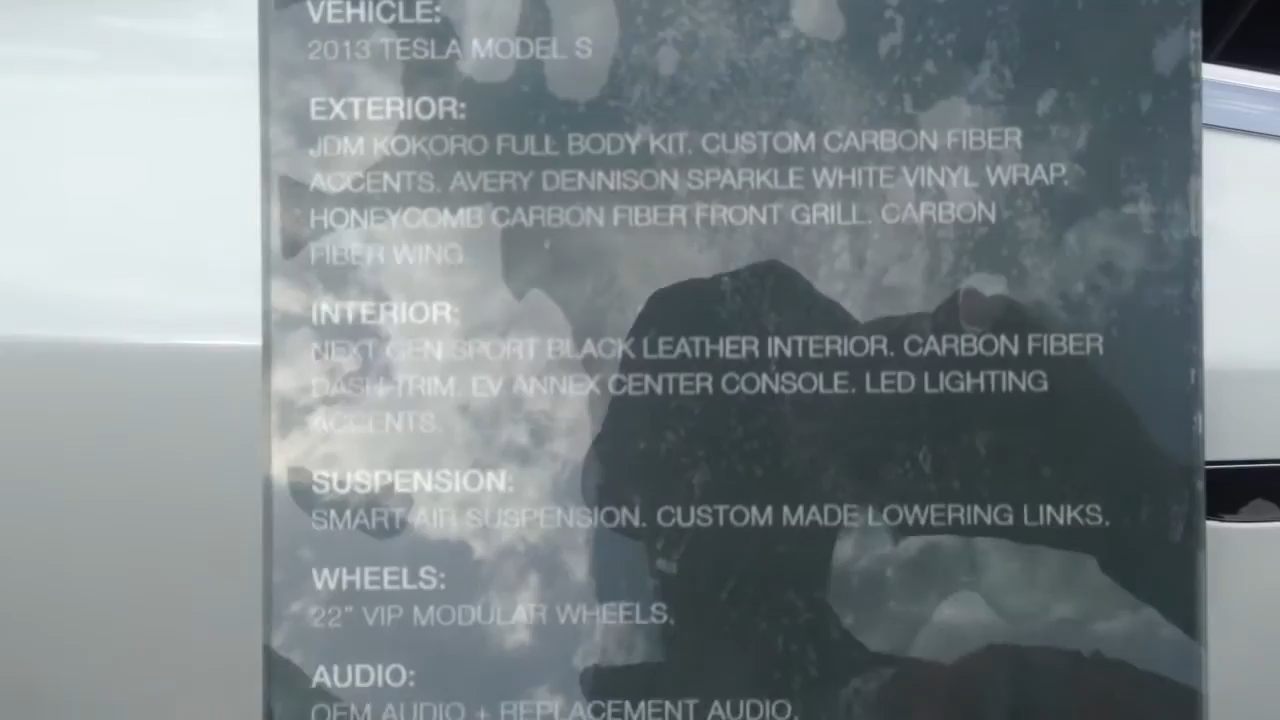 VEHICLE:
2013 TESLA MODEL S
EXTERIOR:
JDM KOKORO FULL BODY KIT. CUSTOM CARBON FIBER
ACCENTS. AVERY DENNISON SPARKLE WHITE VINYL WRAP.
HONEYCOMB CARBON FIBER FRONT GRILL. CARBON
FIBER WING
INTERIOR:
NEXT GEN SPORT BLACK LEATHER INTERIOR. CARBON FIBER
DASH TRIM. EV ANNEX CENTER CONSOLE. LED LIGHTING
ACCENTS.
SUSPENSION:
SMART AIR SUSPENSION. CUSTOM MADE LOWERING LINKS.
WHEELS:
22” VIP MODULAR WHEELS.
AUDIO:
OEM AUDIO + REPLACEMENT AUDIO.